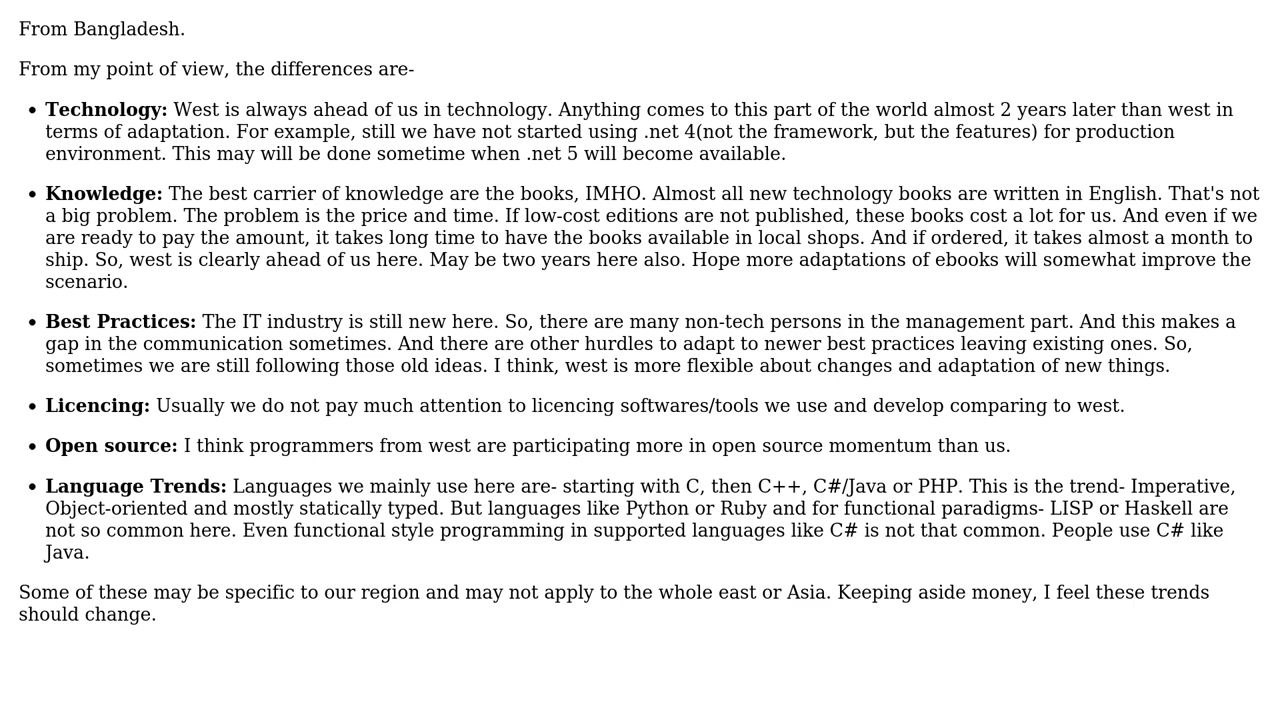 From Bangladesh.
From my point of view, the differences are-
• Technology: West is always ahead of us in technology. Anything comes to this part of the world almost 2 years later than west in
terms of adaptation. For example, still we have not started using .net 4(not the framework, but the features) for production
environment. This may will be done sometime when .net 5 will become available.
• Knowledge: The best carrier of knowledge are the books, IMHO. Almost all new technology books are written in English. That's not
a big problem. The problem is the price and time. If low-cost editions are not published, these books cost a lot for us. And even if we
are ready to pay the amount, it takes long time to have the books available in local shops. And if ordered, it takes almost a month to
ship. So, west is clearly ahead of us here. May be two years here also. Hope more adaptations of ebooks will somewhat improve the
scenario.
• Best Practices: The IT industry is still new here. So, there are many non-tech persons in the management part. And this makes a
gap in the communication sometimes. And there are other hurdles to adapt to newer best practices leaving existing ones. So,
sometimes we are still following those old ideas. I think, west is more flexible about changes and adaptation of new things.
• Licencing: Usually we do not pay much attention to licencing softwares/tools we use and develop comparing to west.
• Open source: I think programmers from west are participating more in open source momentum than us.
• Language Trends: Languages we mainly use here are- starting with C, then C++, C#/Java or PHP. This is the trend- Imperative,
Object-oriented and mostly statically typed. But languages like Python or Ruby and for functional paradigms- LISP or Haskell are
not so common here. Even functional style programming in supported languages like C# is not that common. People use C# like
Java.
Some of these may be specific to our region and may not apply to the whole east or Asia. Keeping aside money, I feel these trends
should change.